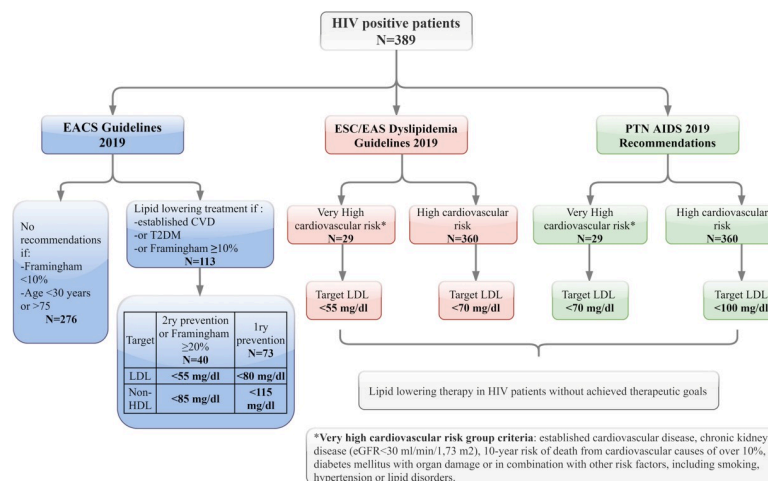 HIV positive patients
N=389
EACS Guidelines
2019
ESC/EAS Dyslipidemia
Guidelines 2019
PTN AIDS 2019
Recommendations
No
recommendations
if:
-Framingham
<10%
-Age <30 years
or >75
N=276
Lipid lowering treatment if :
-established CVD
-or T2DM
-or Framingham ≥10%
N=113
Very High
cardiovascular risk*
N=29
High cardiovascular
risk
N=360
Very High
cardiovascular risk*
N=29
High cardiovascular
risk
N=360
Target LDL
<55 mg/dl
Target LDL
<70 mg/dl
Target LDL
<70 mg/dl
Target LDL
<100 mg/dl
Target
2ry prevention
or Framingham
≥20%
N=40
1ry
prevention
N=73
LDL
<55 mg/dl
<80 mg/dl
Non-
HDL
<85 mg/dl
<115
mg/dl
Lipid lowering therapy in HIV patients without achieved therapeutic goals
*Very high cardiovascular risk group criteria: established cardiovascular disease, chronic kidney
disease (eGFR<30 ml/min/1,73 m2), 10-year risk of death from cardiovascular causes of over 10%,
diabetes mellitus with organ damage or in combination with other risk factors, including smoking,
hypertension or lipid disorders.